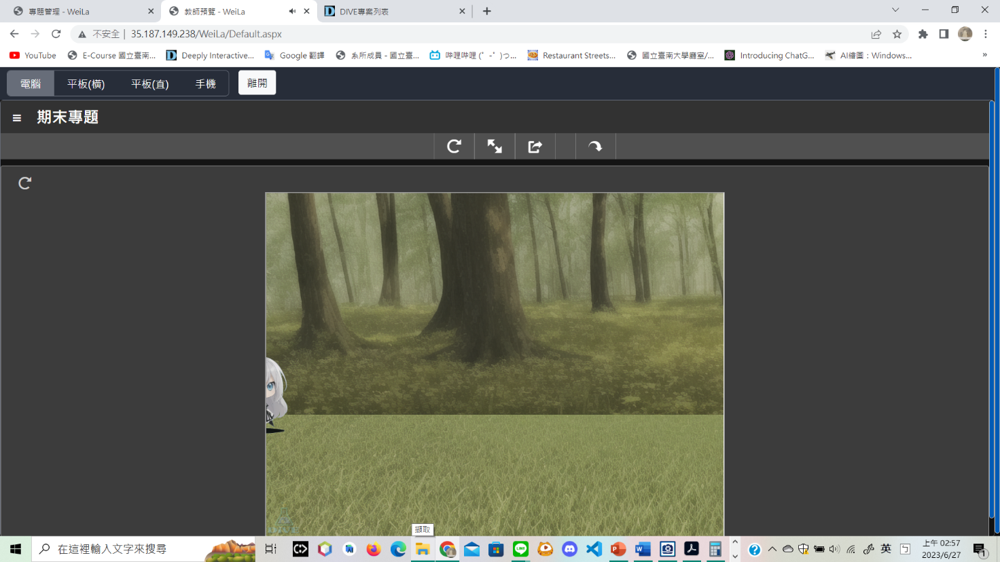 專題管理 - WeiLa
教師預覽 - WeiLa
DIVE專案列表
不安全 | 35.187.149.238/WeiLa/Default.aspx
YouTube
E-Course 國立臺南...
Deeply Interactive...
Google 翻譯
系所成員 - 國立臺...
哔哩哔哩 (゜-゜)つ...
Restaurant Streets...
國立臺南大學廳室/...
Introducing ChatG...
AI繪圖：Windows...
»
電腦
平板(橫)
平板(直)
手機
離開
期末專題
擷取
在這裡輸入文字來搜尋
英
上午 02:57
2023/6/27
1